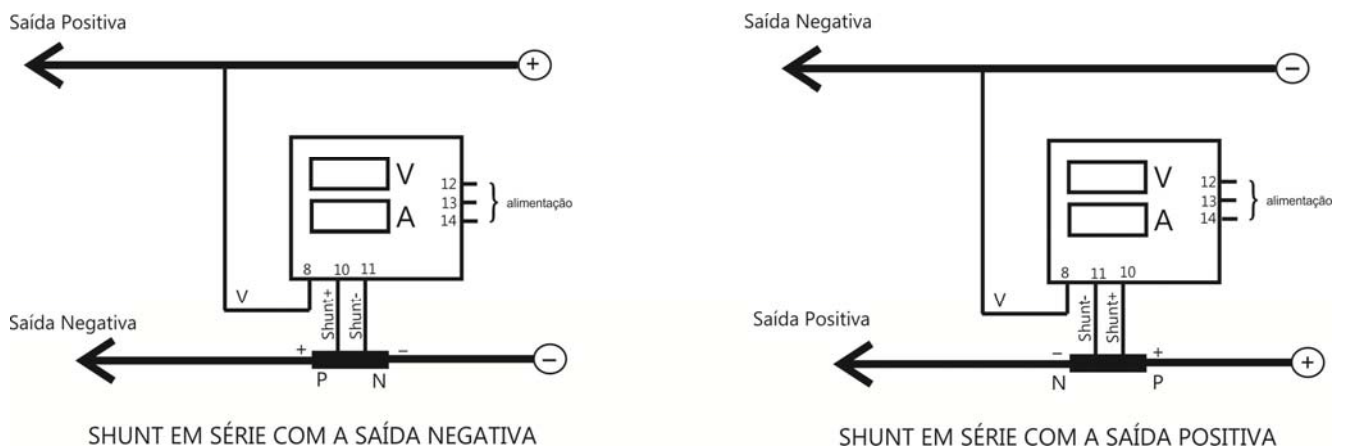 Saída Positiva
+
V
A
12
13
14
}
alimentação
8
10
11
V
Shunt+
Shunt-
Saída Negativa
+
−
−
P
N
SHUNT EM SÉRIE COM A SAÍDA NEGATIVA
Saída Negativa
−
V
A
12
13
14
}
alimentação
8
11
10
V
Shunt-
Shunt+
Saída Positiva
−
+
+
N
P
SHUNT EM SÉRIE COM A SAÍDA POSITIVA